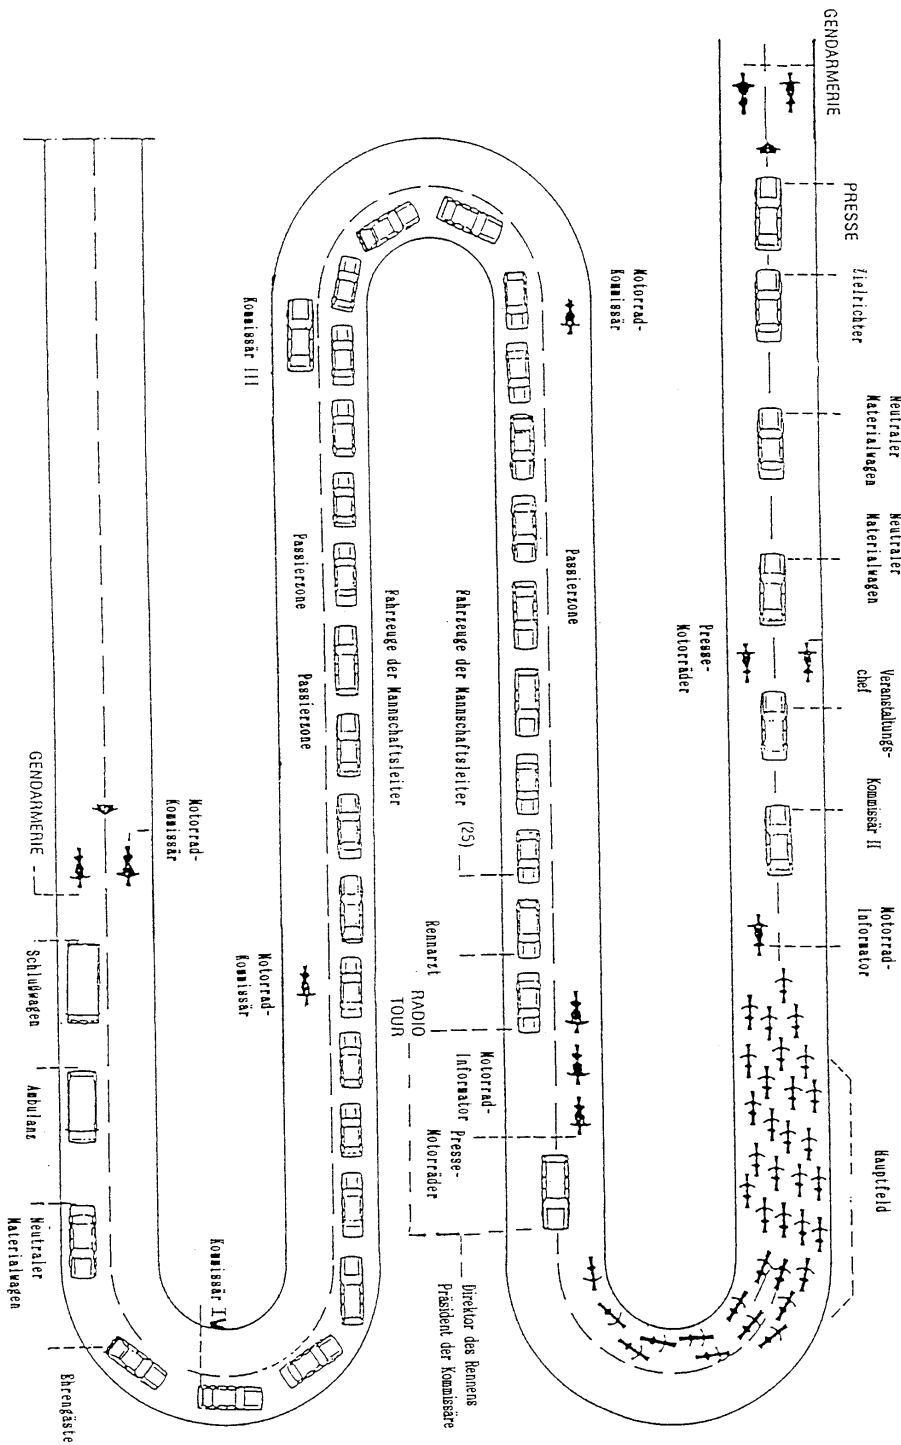 GENDARMERIE
PRESSE
Zielrichter
Neutraler
Materialwagen
Neutraler
Materialwagen
Veranstaltungs-
chef
Kommissär II
Motorrad-
Informator
Hauptfeld
Presse-
Motorräder
Motorrad-
Kommissär
Passierzone
Fahrzeuge der Mannschaftsleiter (25)
Rennarzt
RADIO
TOUR
Motorrad-
Informator
Presse-
Motorräder
Direktor des Rennens
Präsident der Kommissäre
Fahrzeuge der Mannschaftsleiter
Kommissär III
Passierzone
Passierzone
Motorrad-
Kommissär
Kommissär IV
Motorrad-
Kommissär
GENDARMERIE
Schlußwagen
Ambulanz
Neutraler
Materialwagen
Ehrengäste